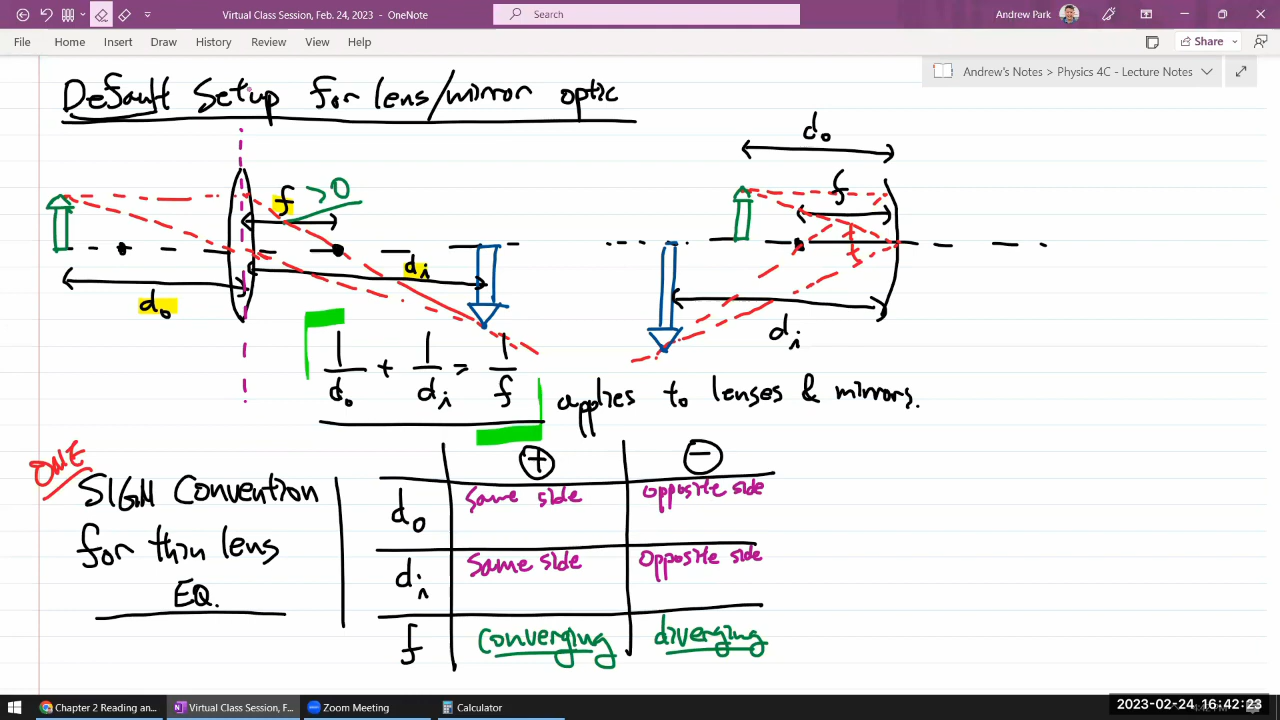 Virtual Class Session, Feb. 24, 2023 - OneNote
Search
Andrew Park
File Home Insert Draw History Review View Help
Share
Andrew's Notes > Physics 4C - Lecture Notes
Default Setup for lens/mirror optic
dₒ
f >0
f
dᵢ
dₒ
dᵢ
1/dₒ + 1/dᵢ = 1/f applies to lenses & mirrors.
ONE
SIGN Convention
for thin lens
EQ.
+ −
dₒ same side opposite side
dᵢ Same side Opposite side
f Converging diverging
Chapter 2 Reading an... Virtual Class Session, F... Zoom Meeting Calculator
2023-02-24 16:42:23